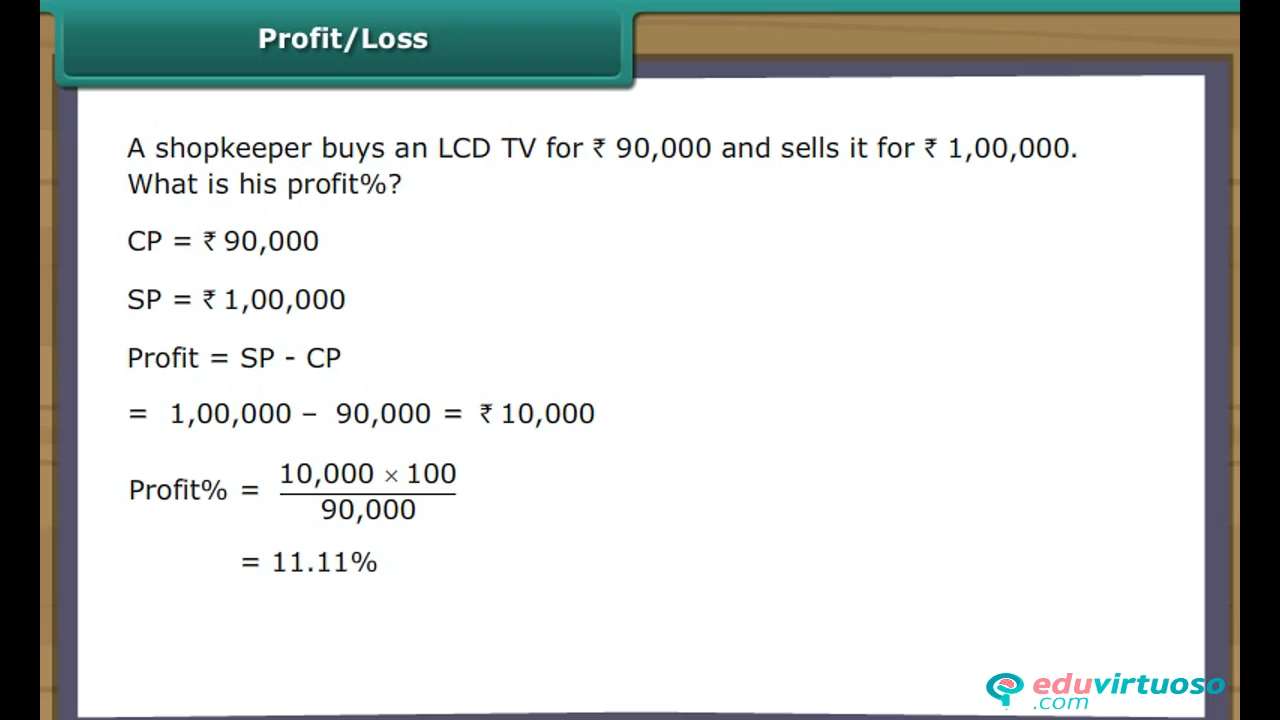 Profit/Loss
A shopkeeper buys an LCD TV for ₹ 90,000 and sells it for ₹ 1,00,000.
What is his profit%?
CP = ₹ 90,000
SP = ₹ 1,00,000
Profit = SP - CP
= 1,00,000 – 90,000 = ₹ 10,000
Profit% = 10,000 × 100
90,000
= 11.11%
eduvirtuoso
.com